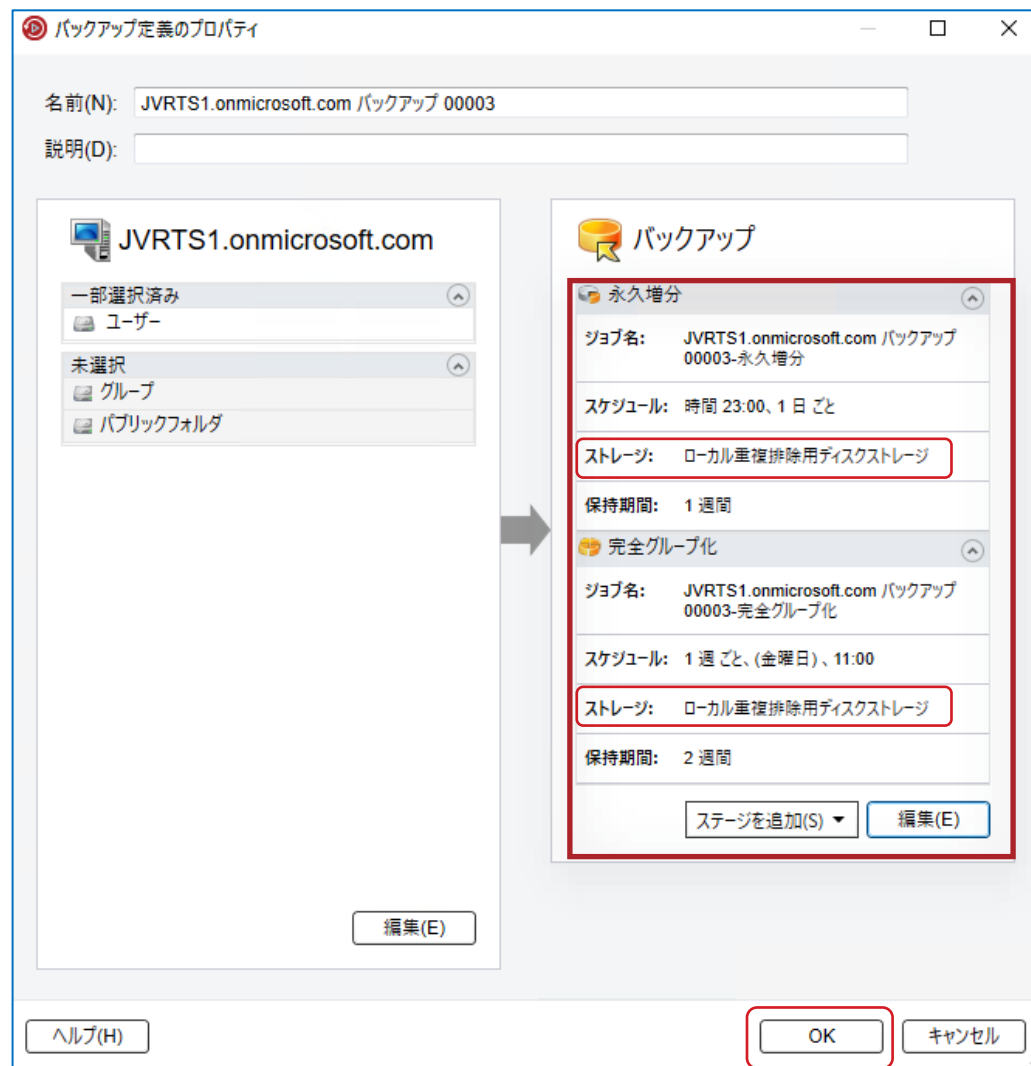 バックアップ定義のプロパティ
名前(N): JVRTS1.onmicrosoft.com バックアップ 00003
説明(D):
JVRTS1.onmicrosoft.com
一部選択済み
ユーザー
未選択
グループ
パブリックフォルダ
編集(E)
バックアップ
永久増分
ジョブ名: JVRTS1.onmicrosoft.com バックアップ
00003-永久増分
スケジュール: 時間 23:00、1 日 ごと
ストレージ: ローカル重複排除用ディスクストレージ
保持期間: 1 週間
完全グループ化
ジョブ名: JVRTS1.onmicrosoft.com バックアップ
00003-完全グループ化
スケジュール: 1 週 ごと、(金曜日) 、11:00
ストレージ: ローカル重複排除用ディスクストレージ
保持期間: 2 週間
ステージを追加(S) 編集(E)
ヘルプ(H) OK キャンセル